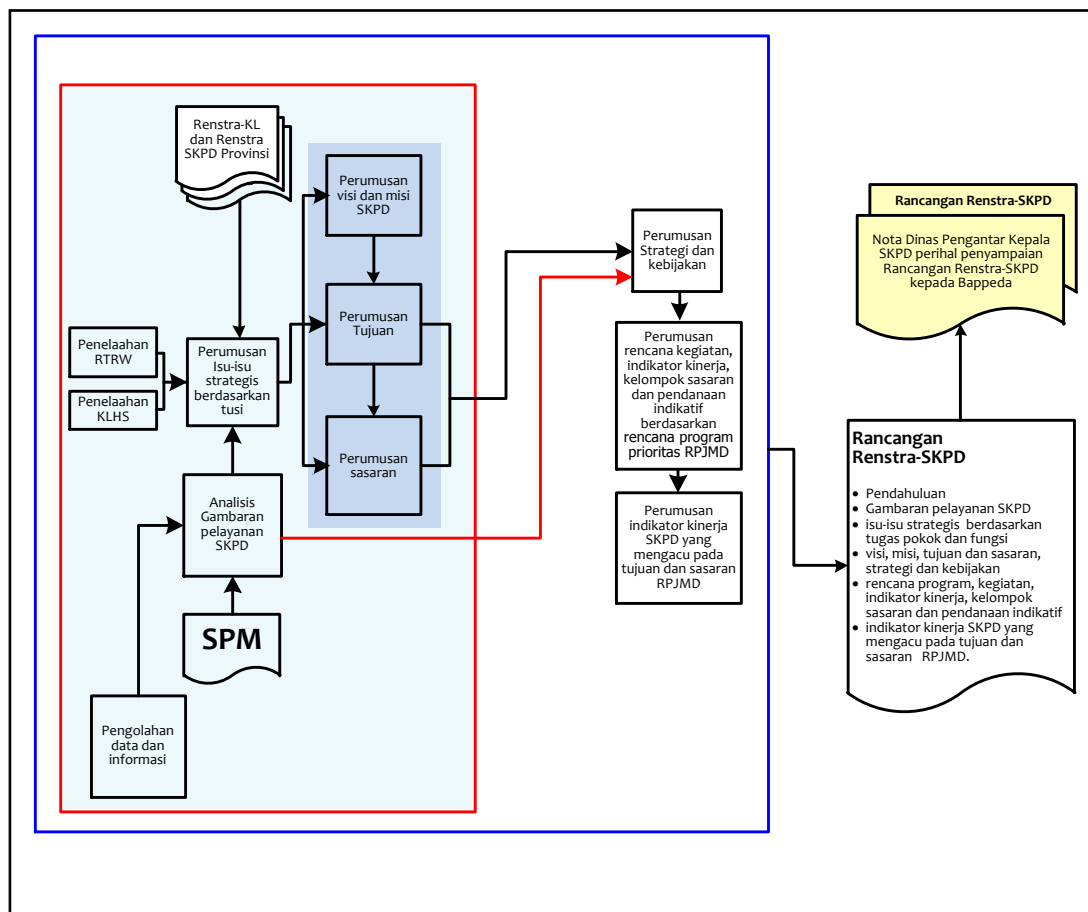 Renstra-KL
dan Renstra
SKPD Provinsi
Perumusan
visi dan misi
SKPD
Perumusan
Tujuan
Perumusan
sasaran
Penelaahan
RTRW
Penelaahan
KLHS
Perumusan
Isu-isu
strategis
berdasarkan
tusi
Analisis
Gambaran
pelayanan
SKPD
SPM
Pengolahan
data dan
informasi
Perumusan
Strategi dan
kebijakan
Perumusan
rencana kegiatan,
indikator kinerja,
kelompok sasaran
dan pendanaan
indikatif
berdasarkan
rencana program
prioritas RPJMD
Perumusan
indikator kinerja
SKPD yang
mengacu pada
tujuan dan sasaran
RPJMD
Rancangan Renstra-SKPD
Nota Dinas Pengantar Kepala
SKPD perihal penyampaian
Rancangan Renstra-SKPD
kepada Bappeda
Rancangan
Renstra-SKPD
• Pendahuluan
• Gambaran pelayanan SKPD
• isu-isu strategis berdasarkan
tugas pokok dan fungsi
• visi, misi, tujuan dan sasaran,
strategi dan kebijakan
• rencana program, kegiatan,
indikator kinerja, kelompok
sasaran dan pendanaan indikatif
• indikator kinerja SKPD yang
mengacu pada tujuan dan
sasaran RPJMD.